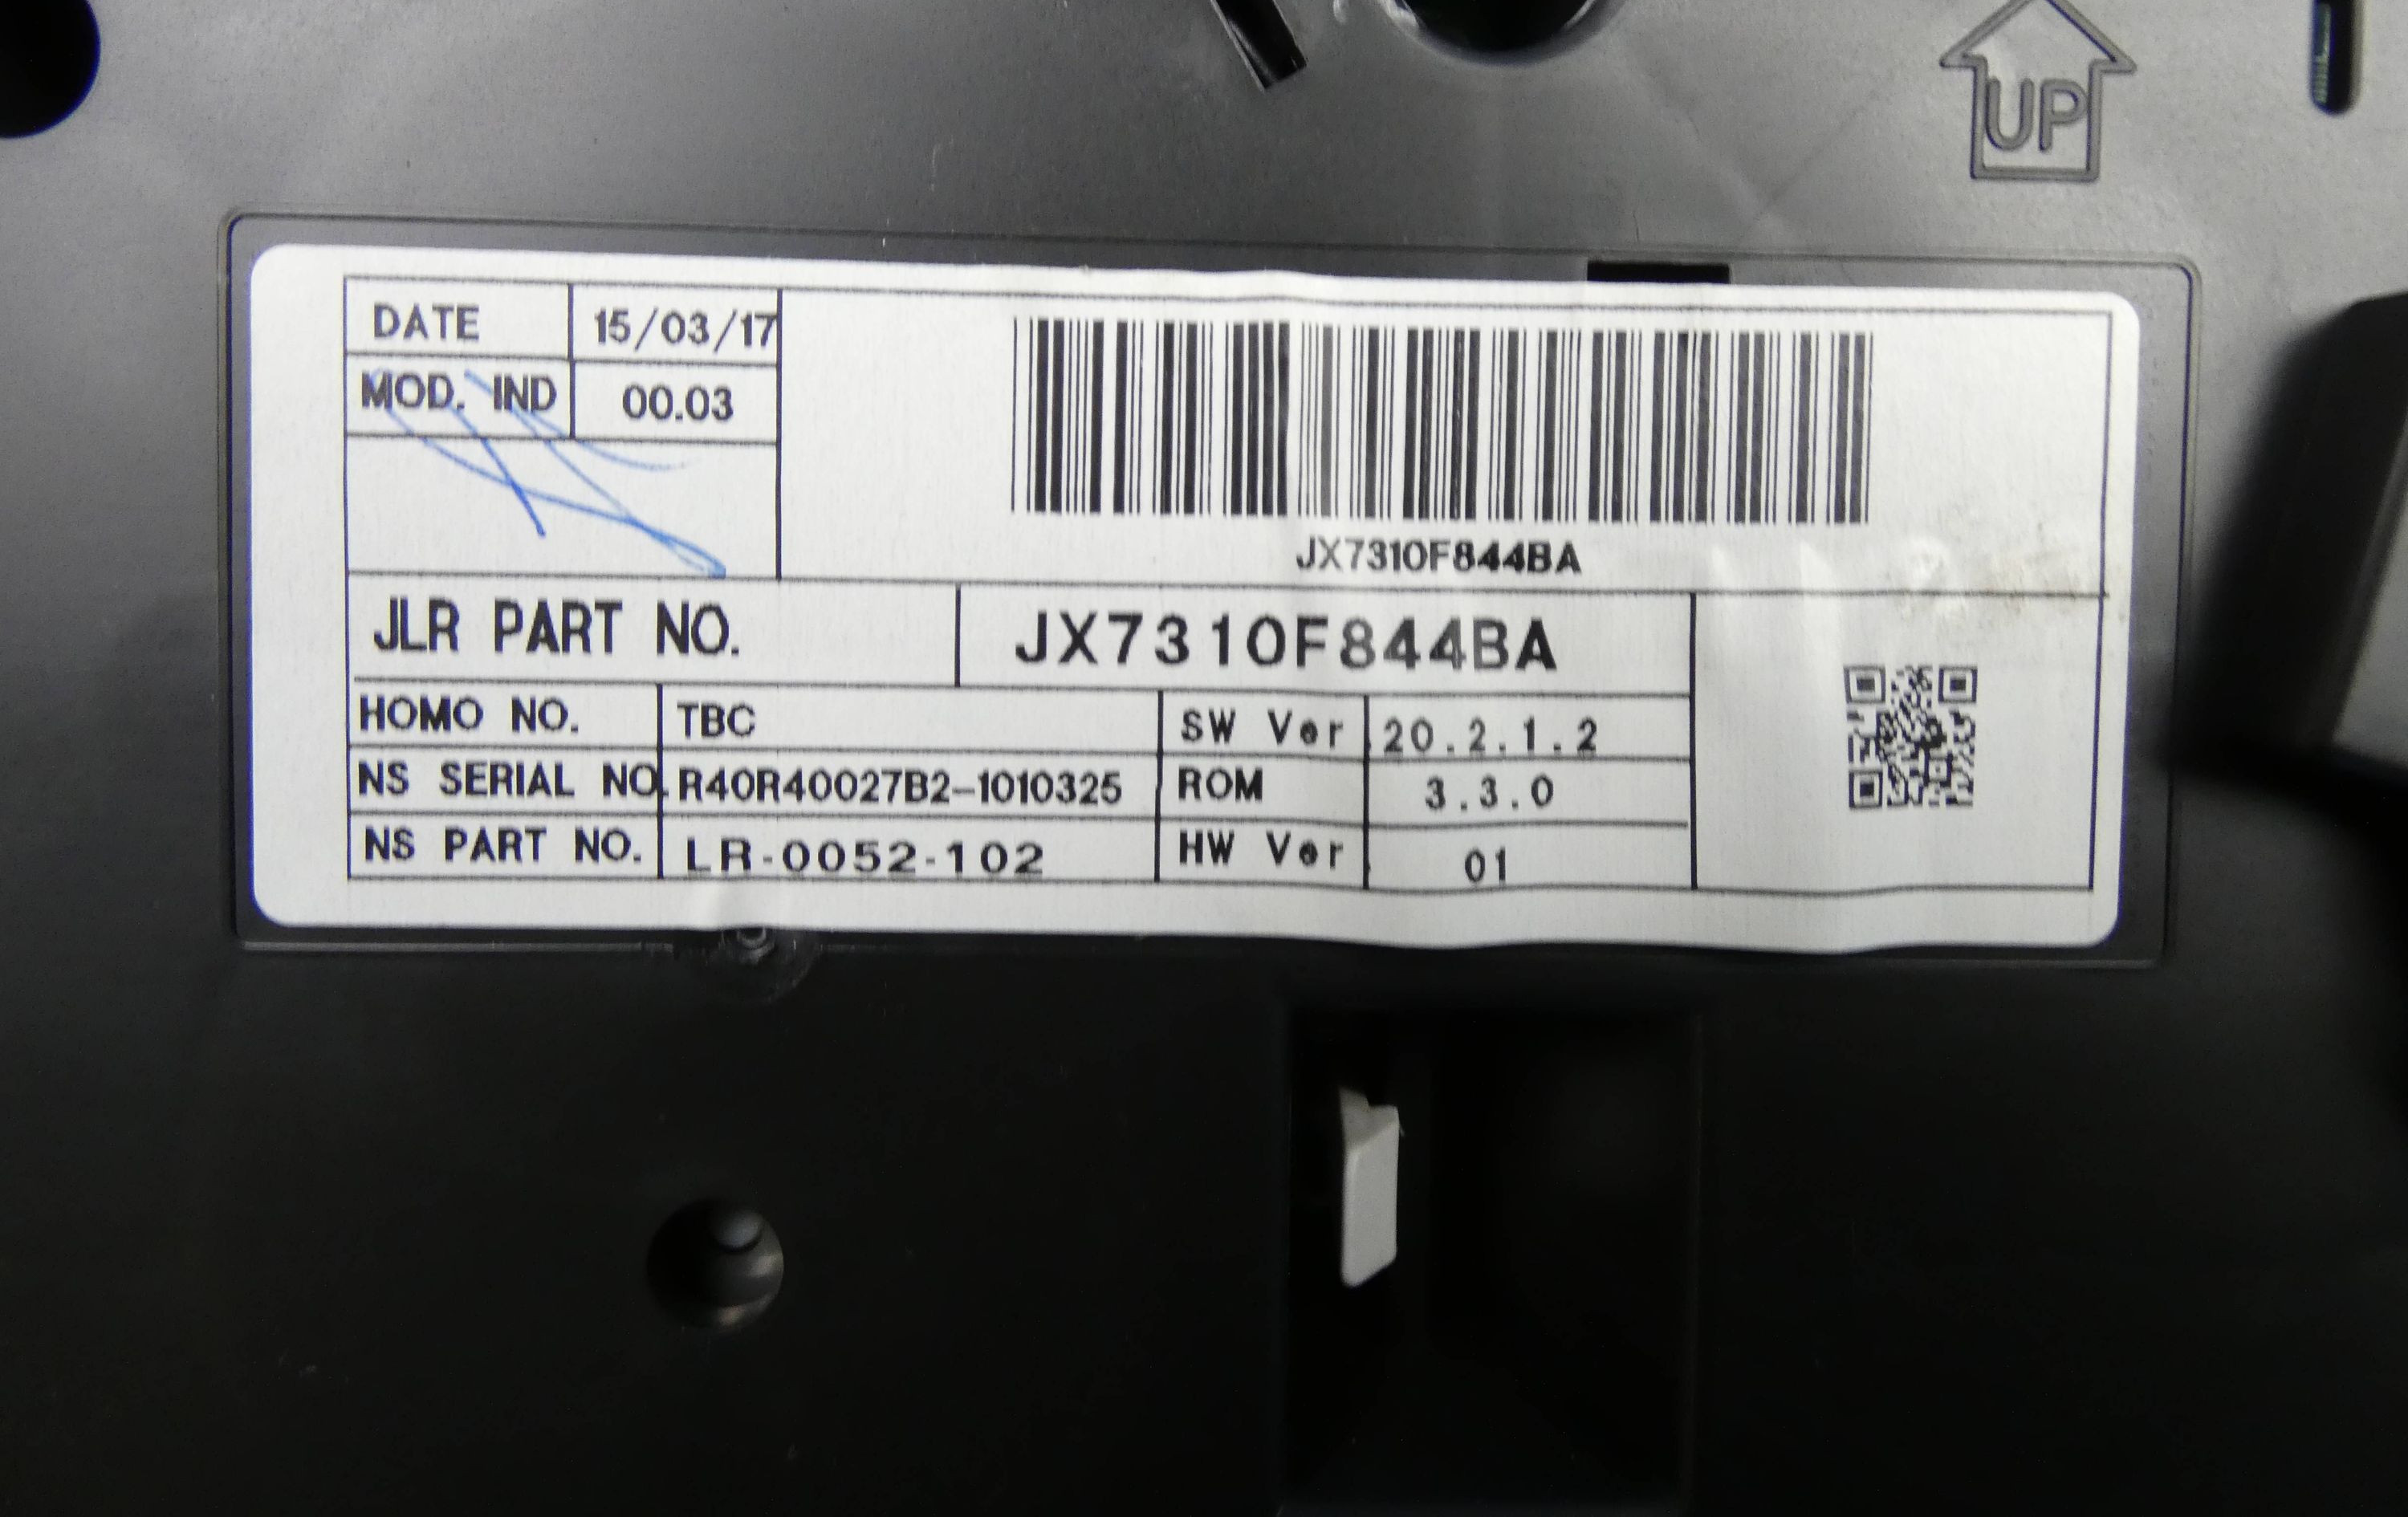 UP
DATE 15/03/17
MOD. IND 00.03
JX7310F844BA
JLR PART NO. JX7310F844BA
HOMO NO. TBC SW Ver 20.2.1.2
NS SERIAL NO. R40R40027B2-1010325 ROM 3.3.0
NS PART NO. LR-0052-102 HW Ver 01